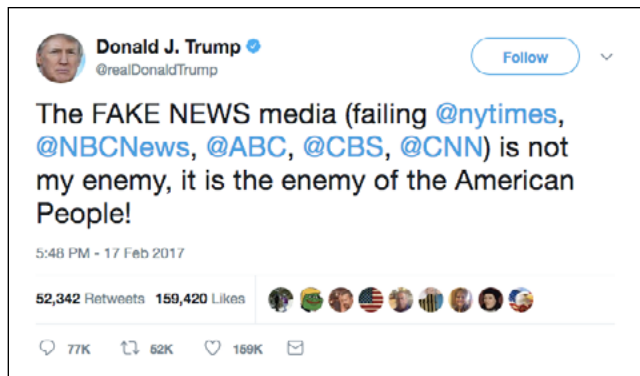 Donald J. Trump
@realDonaldTrump
Follow
The FAKE NEWS media (failing @nytimes,
@NBCNews, @ABC, @CBS, @CNN) is not
my enemy, it is the enemy of the American
People!
5:48 PM - 17 Feb 2017
52,342 Retweets 159,420 Likes
77K 52K 159K